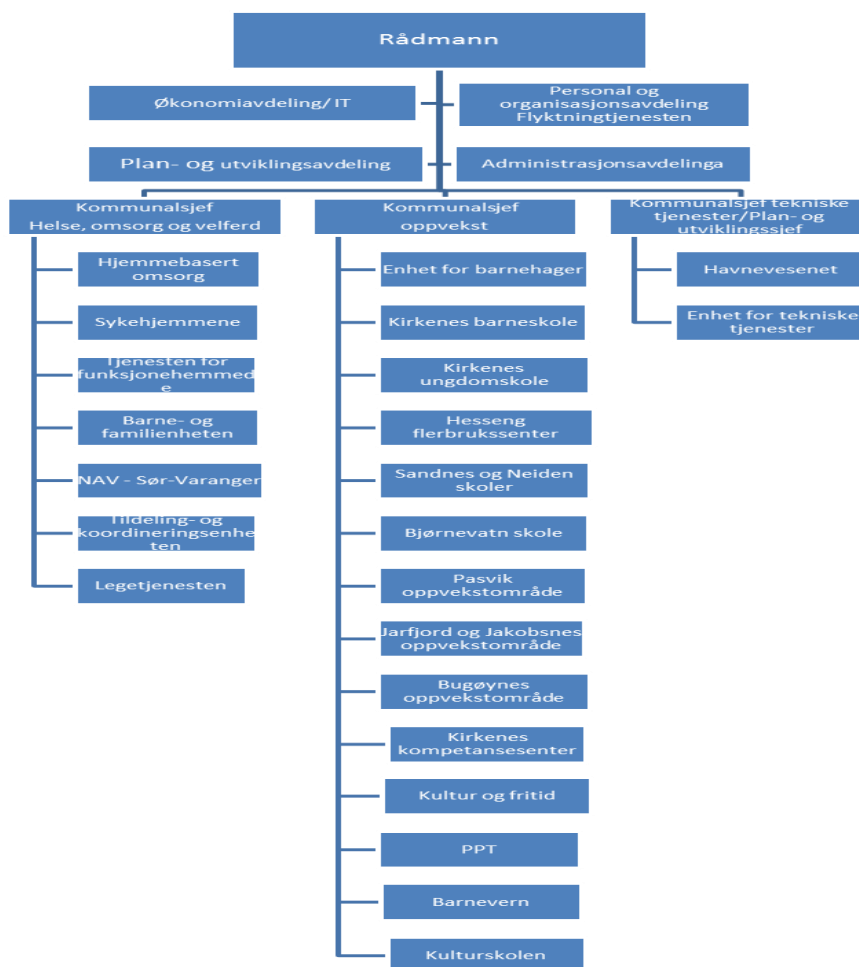 Rådmann
Økonomiavdeling/ IT
Personal og
organisasjonsavdeling
Flyktningtjenesten
Plan- og utviklingsavdeling
Administrasjonsavdelinga
Kommunalsjef
Helse, omsorg og velferd
Kommunalsjef
oppvekst
Kommunalsjef tekniske
tjenester/Plan- og
utviklingssjef
Hjemmebasert
omsorg
Sykehjemmene
Tjenesten for
funksjonehemmed
e
Barne- og
familienheten
NAV - Sør-Varanger
Tildeling- og
koordineringsenhe
ten
Legetjenesten
Enhet for barnehager
Kirkenes barneskole
Kirkenes
ungdomskole
Hesseng
flerbrukssenter
Sandnes og Neiden
skoler
Bjørnevatn skole
Pasvik
oppvekstområde
Jarfjord og Jakobsnes
oppvekstområde
Bugøynes
oppvekstområde
Kirkenes
kompetansesenter
Kultur og fritid
PPT
Barnevern
Kulturskolen
Havnevesenet
Enhet for tekniske
tjenester